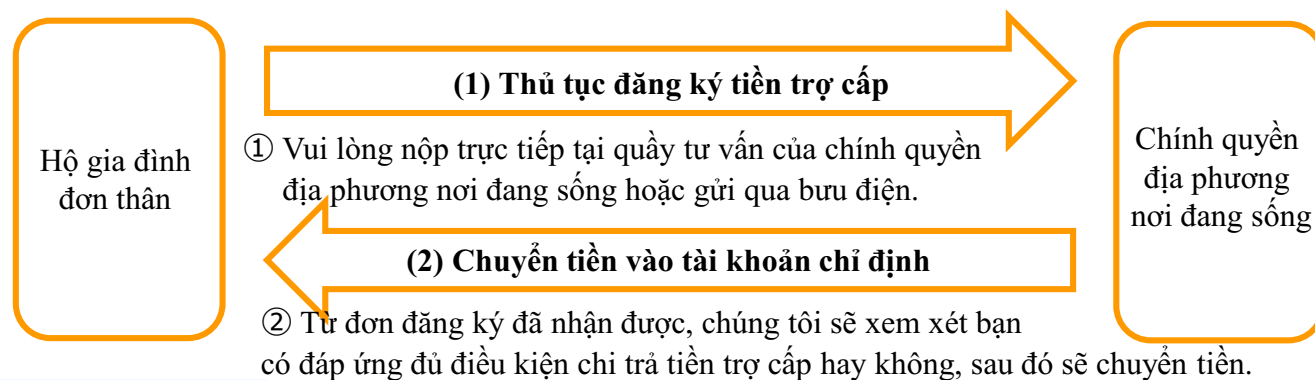 Hộ gia đình
đơn thân
(1) Thủ tục đăng ký tiền trợ cấp
① Vui lòng nộp trực tiếp tại quầy tư vấn của chính quyền
địa phương nơi đang sống hoặc gửi qua bưu điện.
(2) Chuyển tiền vào tài khoản chỉ định
② Từ đơn đăng ký đã nhận được, chúng tôi sẽ xem xét bạn
có đáp ứng đủ điều kiện chi trả tiền trợ cấp hay không, sau đó sẽ chuyển tiền.
Chính quyền
địa phương
nơi đang sống